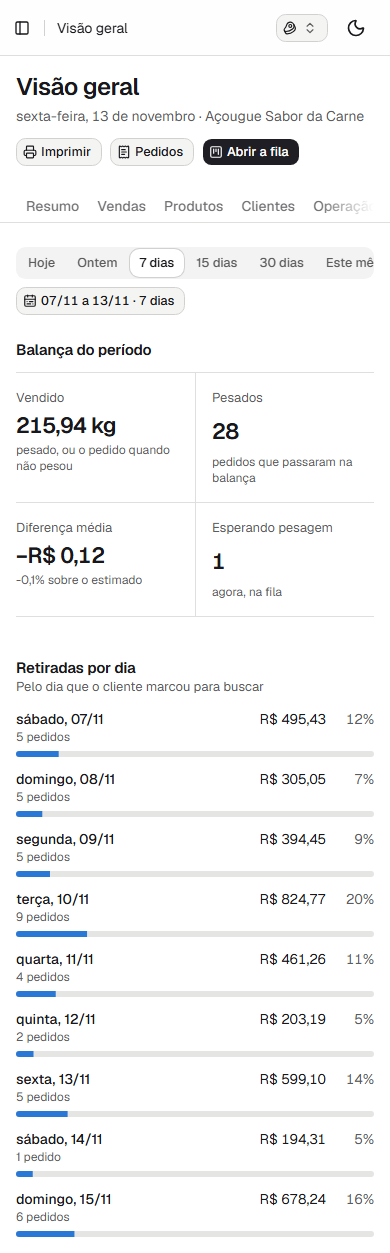 Visão geral
Visão geral
sexta-feira, 13 de novembro · Açougue Sabor da Carne
Imprimir
Pedidos
Abrir a fila
Resumo Vendas Produtos Clientes Operaçã
Hoje Ontem 7 dias 15 dias 30 dias Este mê
07/11 a 13/11 · 7 dias
Balança do período
Vendido
215,94 kg
pesado, ou o pedido quando
não pesou
Pesados
28
pedidos que passaram na
balança
Diferença média
−R$ 0,12
-0,1% sobre o estimado
Esperando pesagem
1
agora, na fila
Retiradas por dia
Pelo dia que o cliente marcou para buscar
sábado, 07/11 R$ 495,43 12%
5 pedidos
domingo, 08/11 R$ 305,05 7%
5 pedidos
segunda, 09/11 R$ 394,45 9%
5 pedidos
terça, 10/11 R$ 824,77 20%
9 pedidos
quarta, 11/11 R$ 461,26 11%
4 pedidos
quinta, 12/11 R$ 203,19 5%
2 pedidos
sexta, 13/11 R$ 599,10 14%
5 pedidos
sábado, 14/11 R$ 194,31 5%
1 pedido
domingo, 15/11 R$ 678,24 16%
6 pedidos